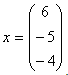 x = ( 6
−5
−4 )